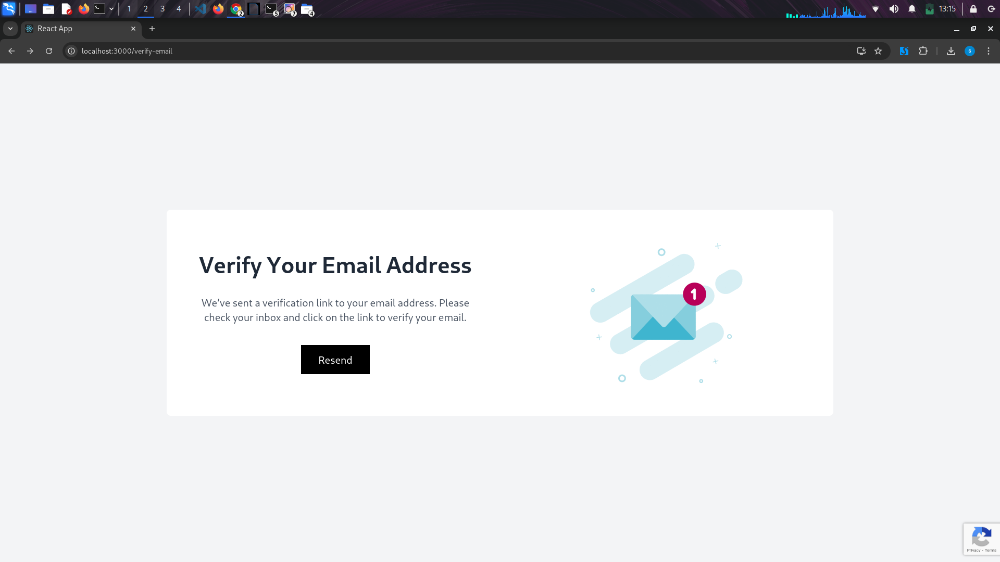 1 2 3 4
2 5 7 4
13:15
React App
localhost:3000/verify-email
S
Verify Your Email Address
We've sent a verification link to your email address. Please
check your inbox and click on the link to verify your email.
Resend
1
Privacy - Terms